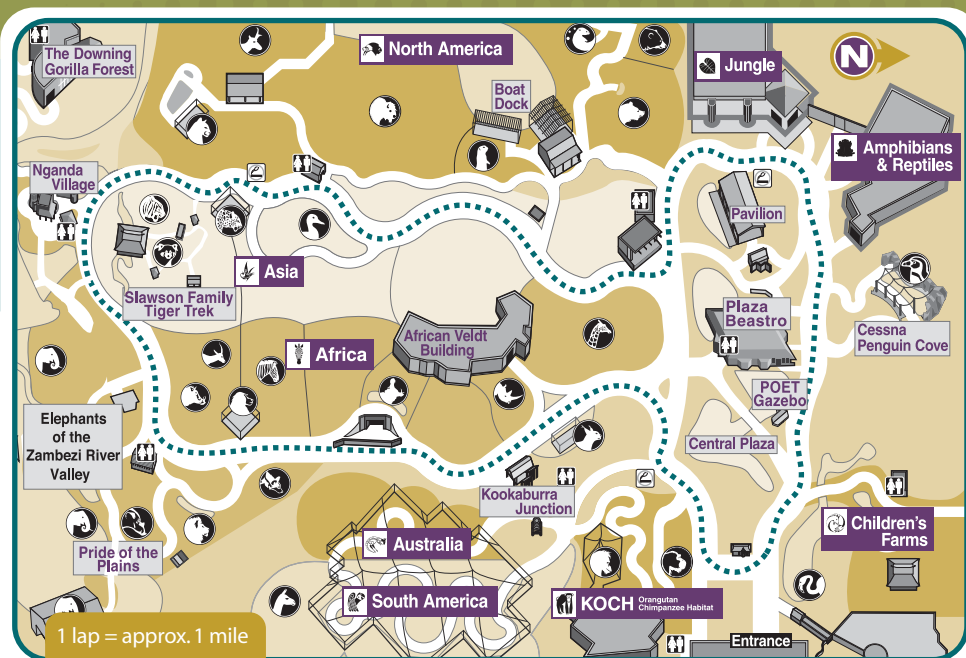 The Downing
Gorilla Forest
North America
Boat
Dock
Jungle
N
Amphibians
& Reptiles
Nganda
Village
Pavilion
Asia
Slawson Family
Tiger Trek
Plaza
Beastro
Cessna
Penguin Cove
African Veldt
Building
Africa
POET
Gazebo
Elephants
of the
Zambezi River
Valley
Central Plaza
Kookaburra
Junction
Children's
Farms
Australia
Pride of the
Plains
South America
KOCH Orangutan
Chimpanzee Habitat
1 lap = approx. 1 mile
Entrance